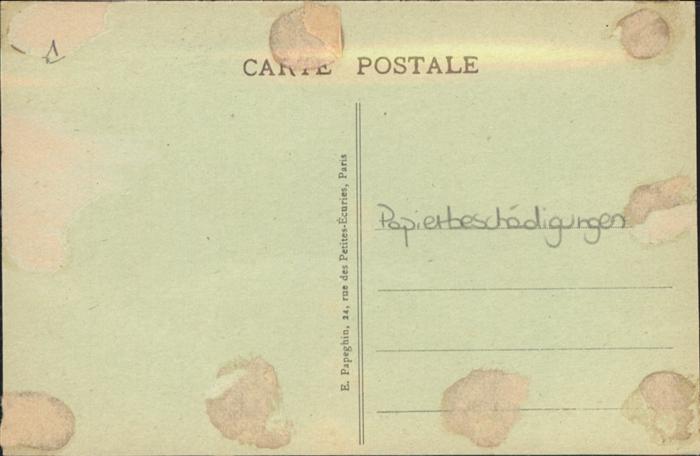 1
CARTE POSTALE
E. Papeghin, 24, rue des Petites-Écuries, Paris
Papierbeschädigungen